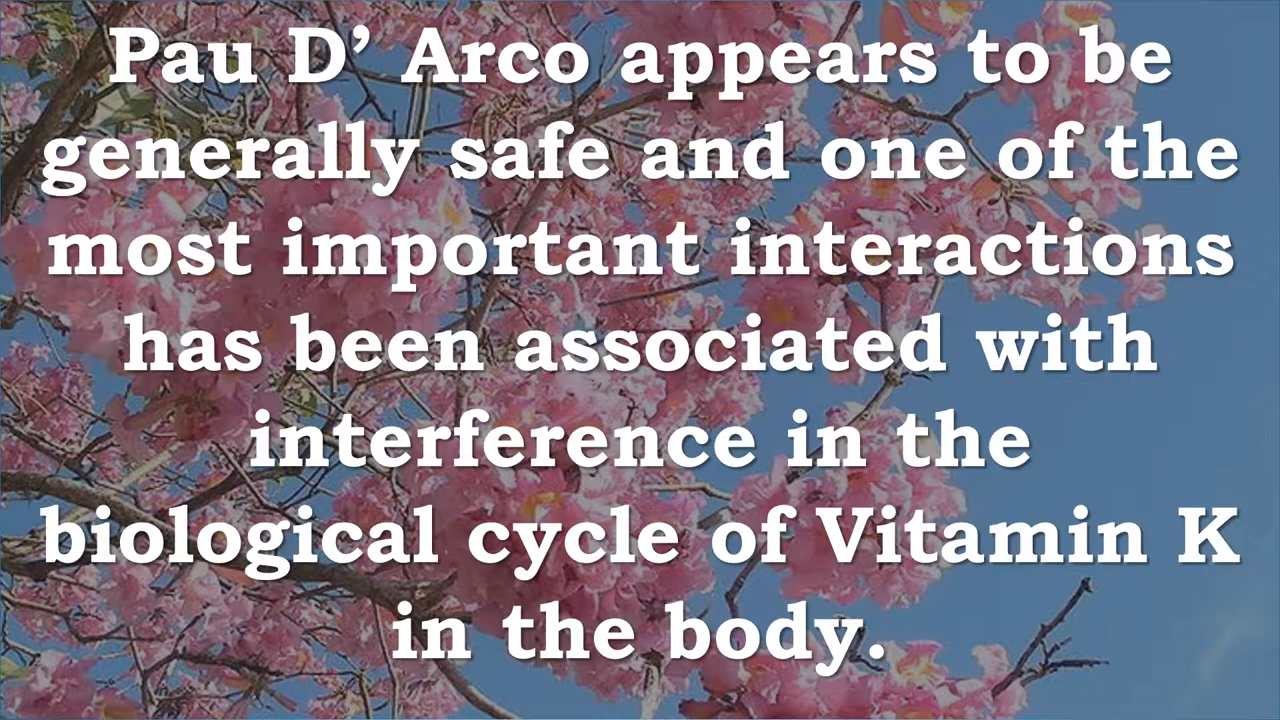 Pau D’ Arco appears to be
generally safe and one of the
most important interactions
has been associated with
interference in the
biological cycle of Vitamin K
in the body.